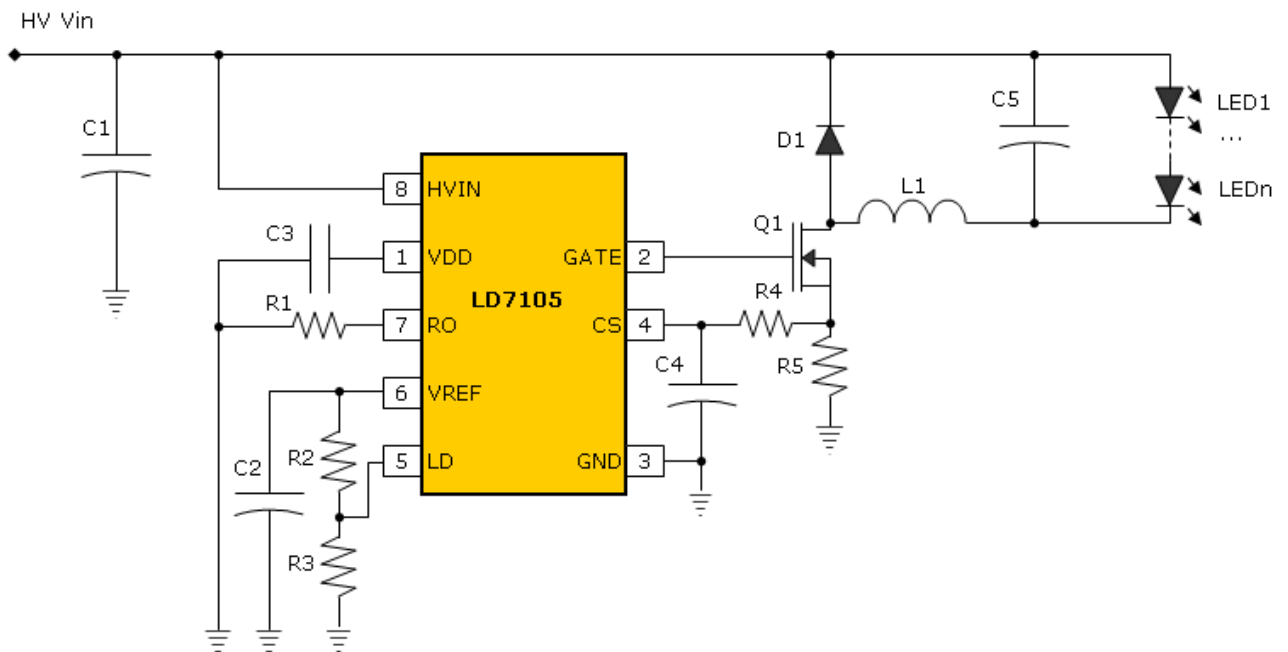 HV Vin
C1
C5
LED1
...
D1
LEDn
8 HVIN
L1
C3
Q1
1 VDD
GATE 2
R1
LD7105
R4
7 RO
CS 4
C4
R5
6 VREF
R2
C2
5 LD
GND 3
R3